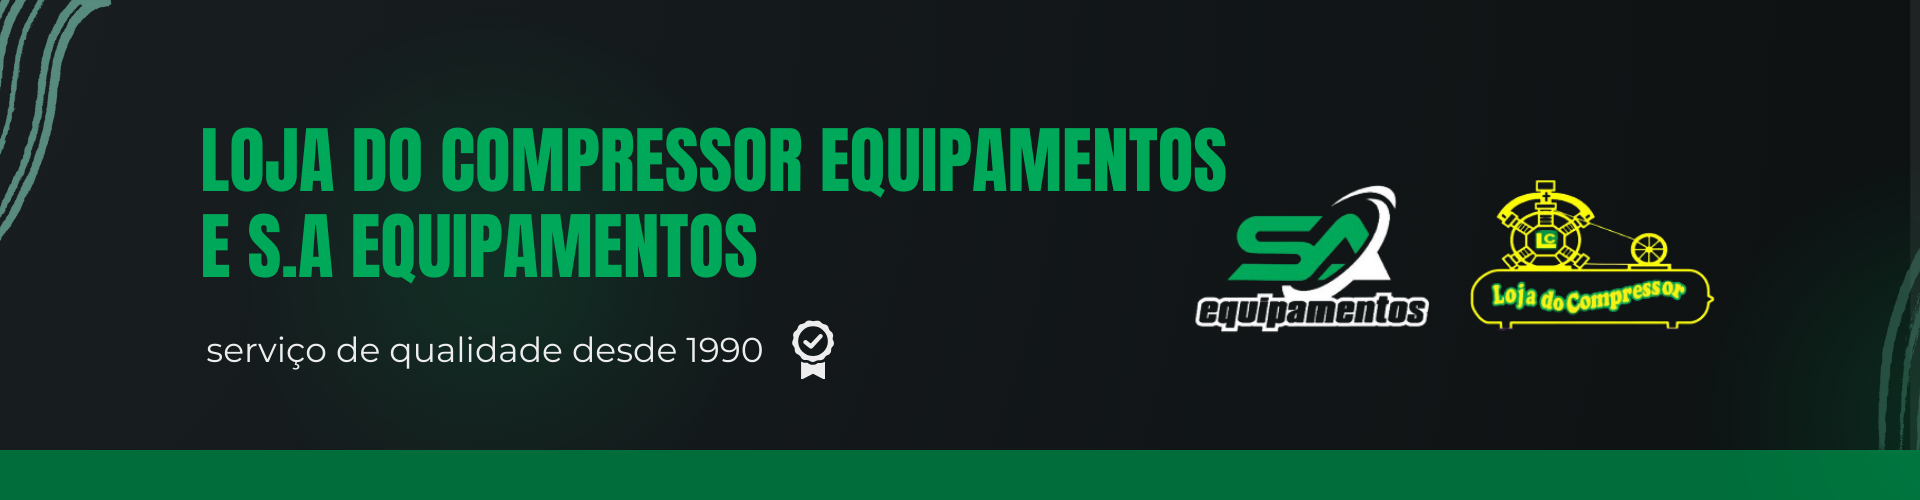 LOJA DO COMPRESSOR EQUIPAMENTOS
E S.A EQUIPAMENTOS
serviço de qualidade desde 1990
SA
equipamentos
LC
Loja do Compressor